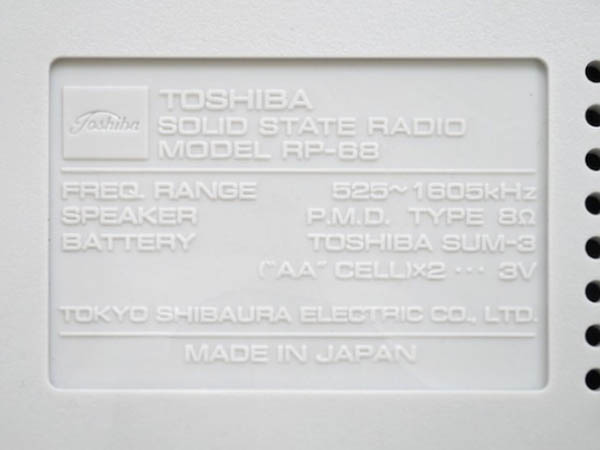 Toshiba
TOSHIBA
SOLID STATE RADIO
MODEL RP-68
FREQ. RANGE 525~1605kHz
SPEAKER P.M.D. TYPE 8Ω
BATTERY TOSHIBA SUM-3
("AA" CELL)×2 ··· 3V
TOKYO SHIBAURA ELECTRIC CO., LTD.
MADE IN JAPAN